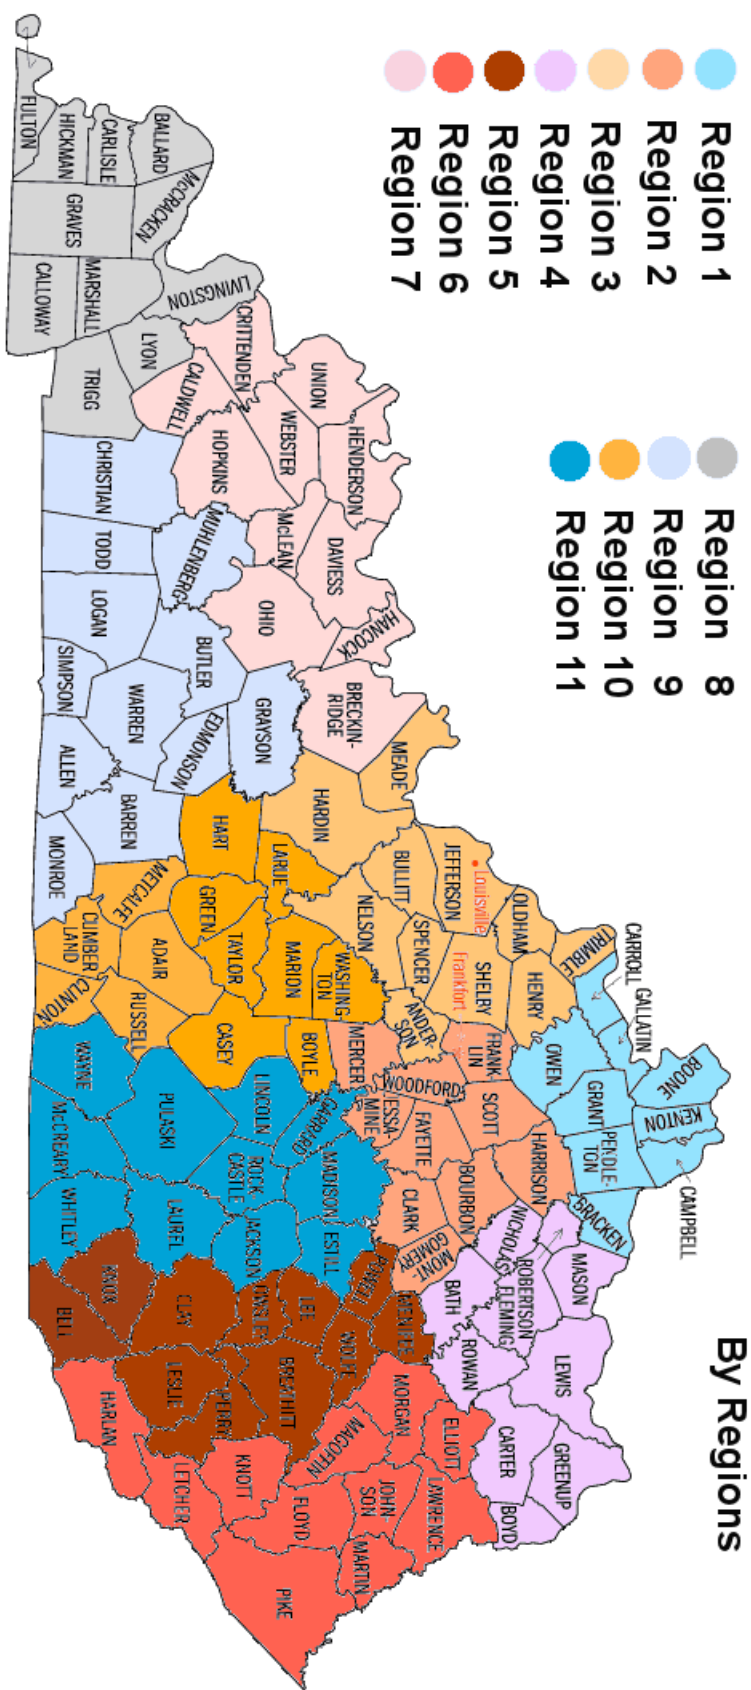 By Regions
Region 1
Region 2
Region 3
Region 4
Region 5
Region 6
Region 7
Region 8
Region 9
Region 10
Region 11
CARROLL
GALLATIN
BOONE
KENTON
CAMPBELL
TRIMBLE
OWEN
GRANT
PENDLE-
TON
BRACKEN
MASON
LEWIS
GREENUP
OLDHAM
HENRY
HARRISON
NICHOLAS
ROBERTSON
FLEMING
CARTER
BOYD
Louisville
JEFFERSON
SHELBY
Frankfort
FRANK-
LIN
SCOTT
BOURBON
BATH
ROWAN
ELLIOTT
LAWRENCE
MEADE
BULLITT
SPENCER
ANDER-
SON
WOODFORD
FAYETTE
CLARK
MONT-
GOMERY
MENIFEE
MORGAN
JOHN-
SON
MARTIN
HANCOCK
BRECKIN-
RIDGE
HARDIN
NELSON
WASHING-
TON
MERCER
JESSA-
MINE
MADISON
ESTILL
POWELL
WOLFE
MAGOFFIN
FLOYD
PIKE
UNION
HENDERSON
WEBSTER
McLEAN
DAVIESS
OHIO
GRAYSON
LARUE
MARION
BOYLE
GARRARD
LINCOLN
ROCK-
CASTLE
JACKSON
LEE
OWSLEY
BREATHITT
KNOTT
CRITTENDEN
LIVINGSTON
CALDWELL
HOPKINS
MUHLENBERG
BUTLER
EDMONSON
HART
GREEN
TAYLOR
CASEY
PULASKI
LAUREL
CLAY
PERRY
LESLIE
LETCHER
BALLARD
McCRACKEN
CARLISLE
HICKMAN
FULTON
GRAVES
MARSHALL
CALLOWAY
LYON
TRIGG
CHRISTIAN
TODD
LOGAN
SIMPSON
WARREN
ALLEN
BARREN
MONROE
METCALFE
ADAIR
CUMBER
LAND
CLINTON
RUSSELL
WAYNE
McCREARY
WHITLEY
KNOX
BELL
HARLAN